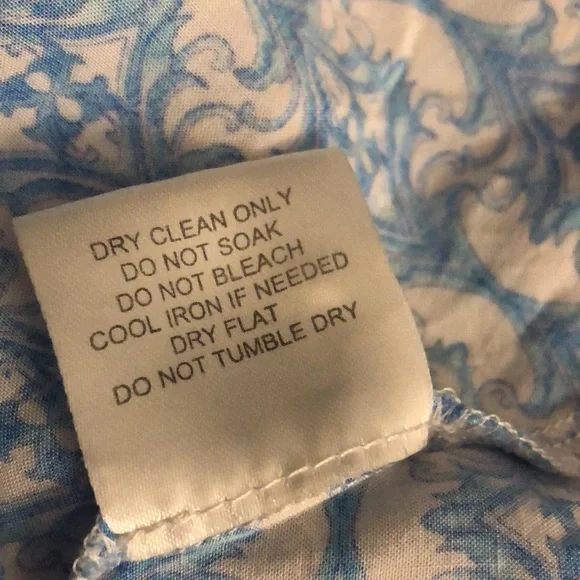 DRY CLEAN ONLY
DO NOT SOAK
DO NOT BLEACH
COOL IRON IF NEEDED
DRY FLAT
DO NOT TUMBLE DRY